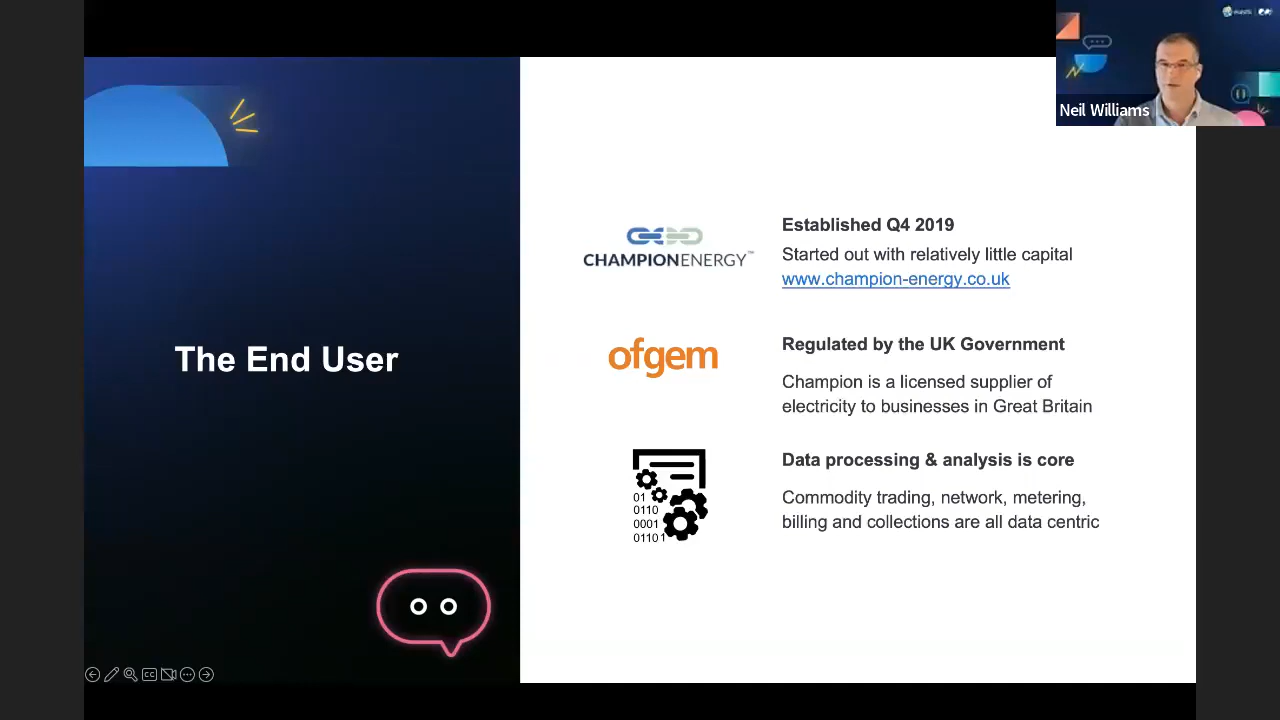 Neil Williams
The End User
CHAMPIONENERGY™
Established Q4 2019
Started out with relatively little capital
www.champion-energy.co.uk
ofgem
Regulated by the UK Government
Champion is a licensed supplier of
electricity to businesses in Great Britain
01
0110
0001
01101
Data processing & analysis is core
Commodity trading, network, metering,
billing and collections are all data centric
CC